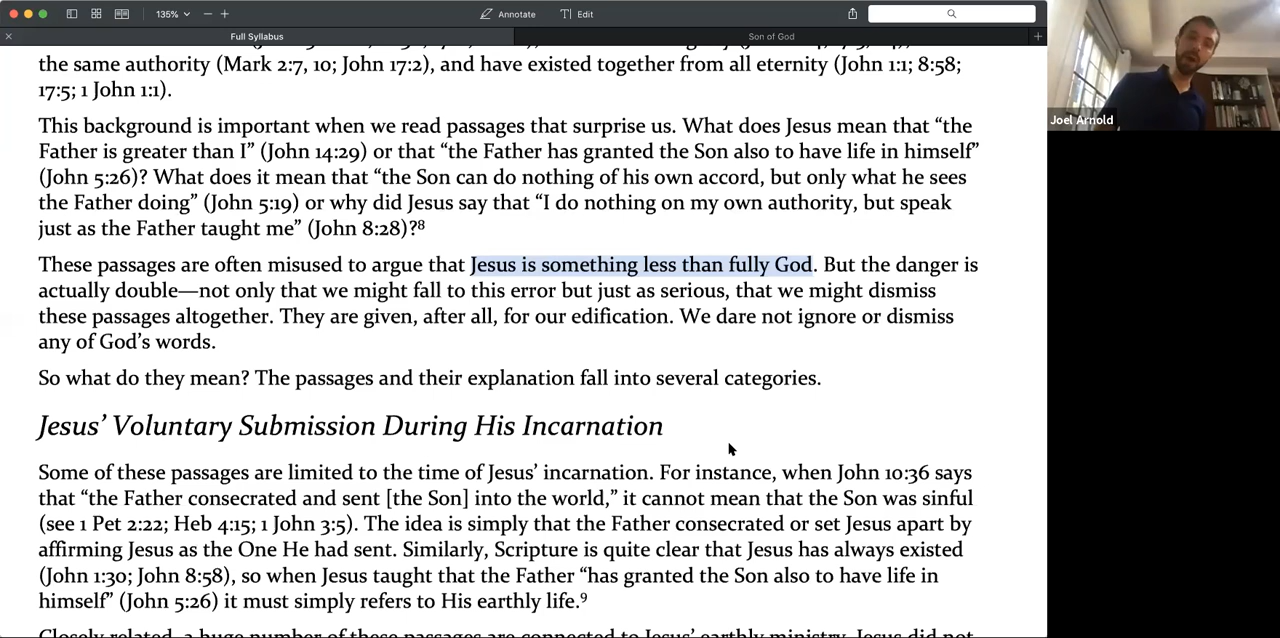 135%
Annotate
Edit
Full Syllabus
Son of God
the same authority (Mark 2:7, 10; John 17:2), and have existed together from all eternity (John 1:1; 8:58;
17:5; 1 John 1:1).
This background is important when we read passages that surprise us. What does Jesus mean that “the
Father is greater than I” (John 14:29) or that “the Father has granted the Son also to have life in himself”
(John 5:26)? What does it mean that “the Son can do nothing of his own accord, but only what he sees
the Father doing” (John 5:19) or why did Jesus say that “I do nothing on my own authority, but speak
just as the Father taught me” (John 8:28)?⁸
These passages are often misused to argue that Jesus is something less than fully God. But the danger is
actually double—not only that we might fall to this error but just as serious, that we might dismiss
these passages altogether. They are given, after all, for our edification. We dare not ignore or dismiss
any of God’s words.
So what do they mean? The passages and their explanation fall into several categories.
Jesus’ Voluntary Submission During His Incarnation
Some of these passages are limited to the time of Jesus’ incarnation. For instance, when John 10:36 says
that “the Father consecrated and sent [the Son] into the world,” it cannot mean that the Son was sinful
(see 1 Pet 2:22; Heb 4:15; 1 John 3:5). The idea is simply that the Father consecrated or set Jesus apart by
affirming Jesus as the One He had sent. Similarly, Scripture is quite clear that Jesus has always existed
(John 1:30; John 8:58), so when Jesus taught that the Father “has granted the Son also to have life in
himself” (John 5:26) it must simply refers to His earthly life.⁹
Closely related, a huge number of these passages are connected to Jesus’ earthly ministry. Jesus did not
Joel Arnold